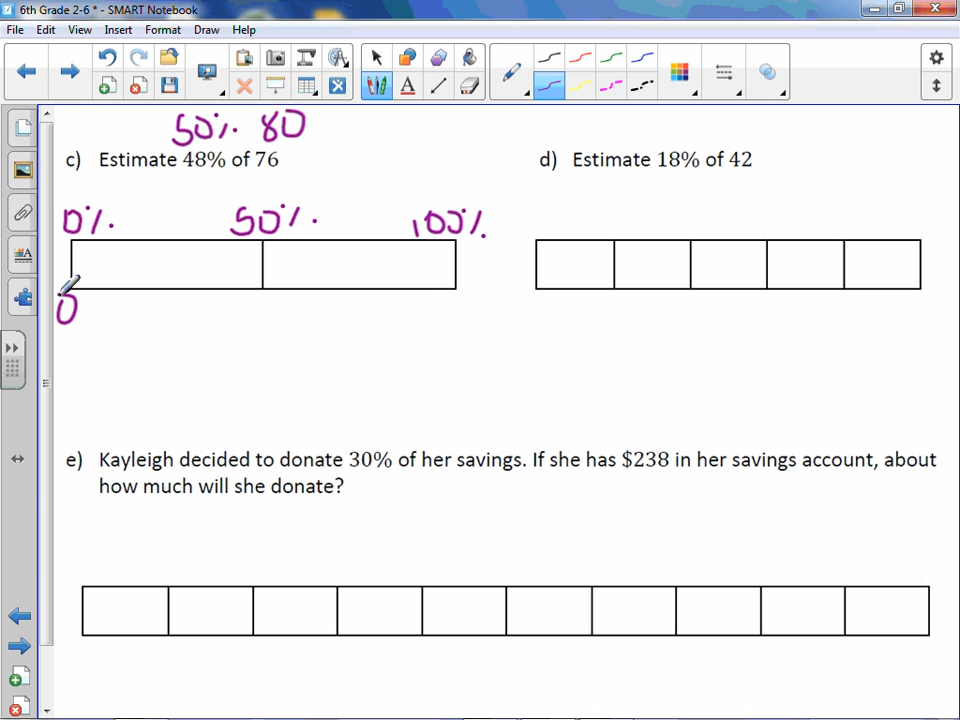 6th Grade 2-6 * - SMART Notebook
File Edit View Insert Format Draw Help
50% 80
c) Estimate 48% of 76
d) Estimate 18% of 42
0% 50% 100%
0
e) Kayleigh decided to donate 30% of her savings. If she has $238 in her savings account, about
how much will she donate?